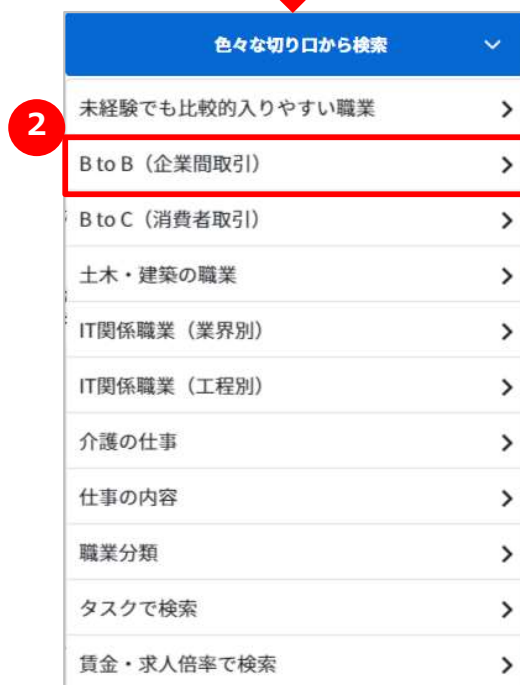 色々な切り口から検索
未経験でも比較的入りやすい職業
2
B to B（企業間取引）
B to C（消費者取引）
土木・建築の職業
IT関係職業（業界別）
IT関係職業（工程別）
介護の仕事
仕事の内容
職業分類
タスクで検索
賃金・求人倍率で検索